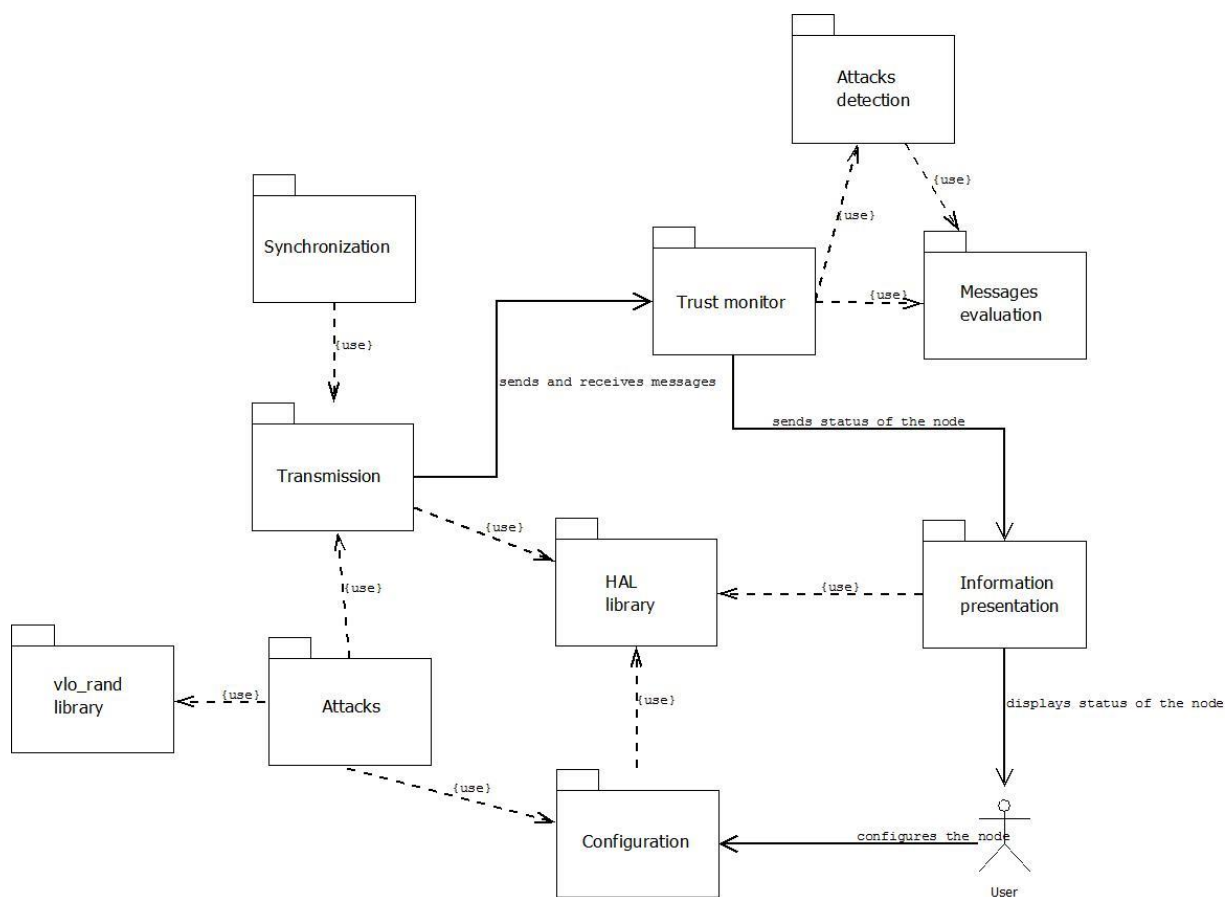 Attacks
detection
{use}
{use}
Synchronization
Trust monitor
{use}
Messages
evaluation
{use}
sends and receives messages
sends status of the node
Transmission
{use}
HAL
library
{use}
Information
presentation
{use}
vlo_rand
library
{use}
Attacks
{use}
displays status of the node
{use}
Configuration
configures the node
User